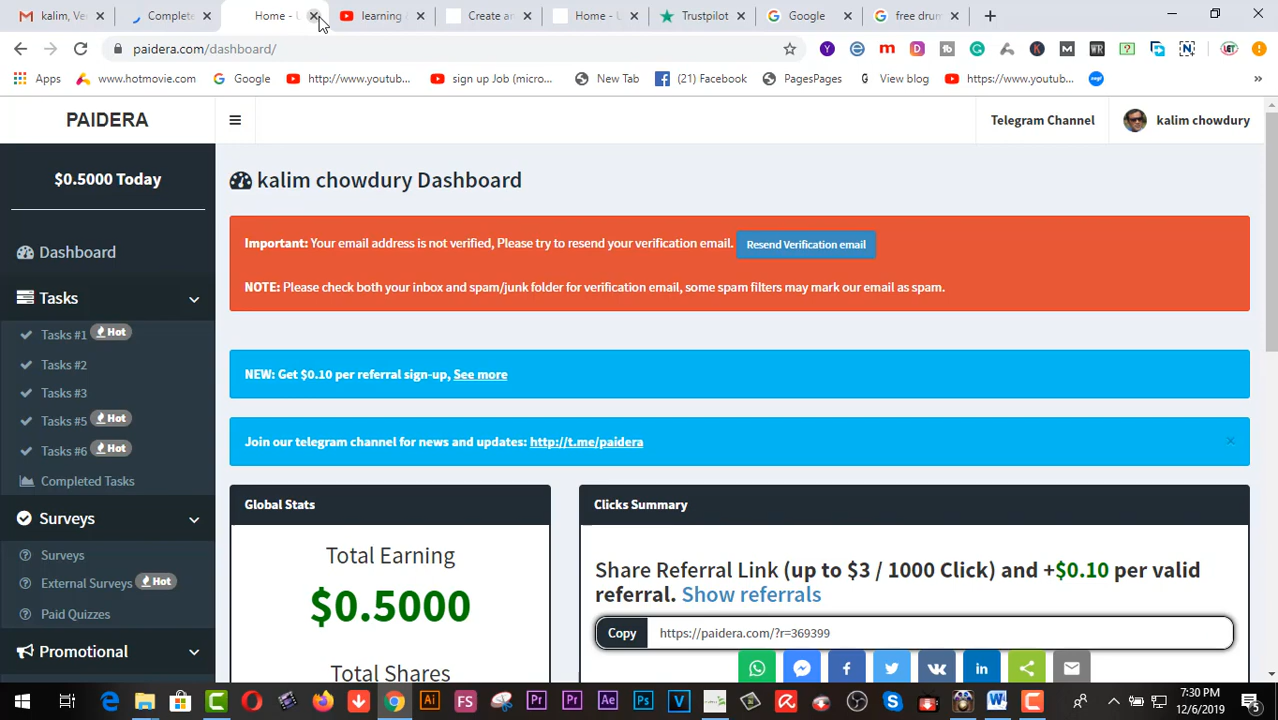 kalim, Ve
Complete
Home - U
learning
Create ar
Home - U
Trustpilot
Google
free drum
paidera.com/dashboard/
Apps
www.hotmovie.com
Google
http://www.youtub...
sign up Job (micro...
New Tab
(21) Facebook
PagesPages
View blog
https://www.youtu...
»
PAIDERA
Telegram Channel
kalim chowdury
$0.5000 Today
kalim chowdury Dashboard
Important: Your email address is not verified, Please try to resend your verification email.
Resend Verification email
NOTE: Please check both your inbox and spam/junk folder for verification email, some spam filters may mark our email as spam.
Dashboard
Tasks
Tasks #1 Hot
Tasks #2
Tasks #3
Tasks #5 Hot
Tasks #6 Hot
Completed Tasks
Surveys
Surveys
External Surveys Hot
Paid Quizzes
Promotional
NEW: Get $0.10 per referral sign-up, See more
Join our telegram channel for news and updates: http://t.me/paidera
×
Global Stats
Total Earning
$0.5000
Total Shares
Clicks Summary
Share Referral Link (up to $3 / 1000 Click) and +$0.10 per valid
referral. Show referrals
Copy
https://paidera.com/?r=369399
7:30 PM
12/6/2019